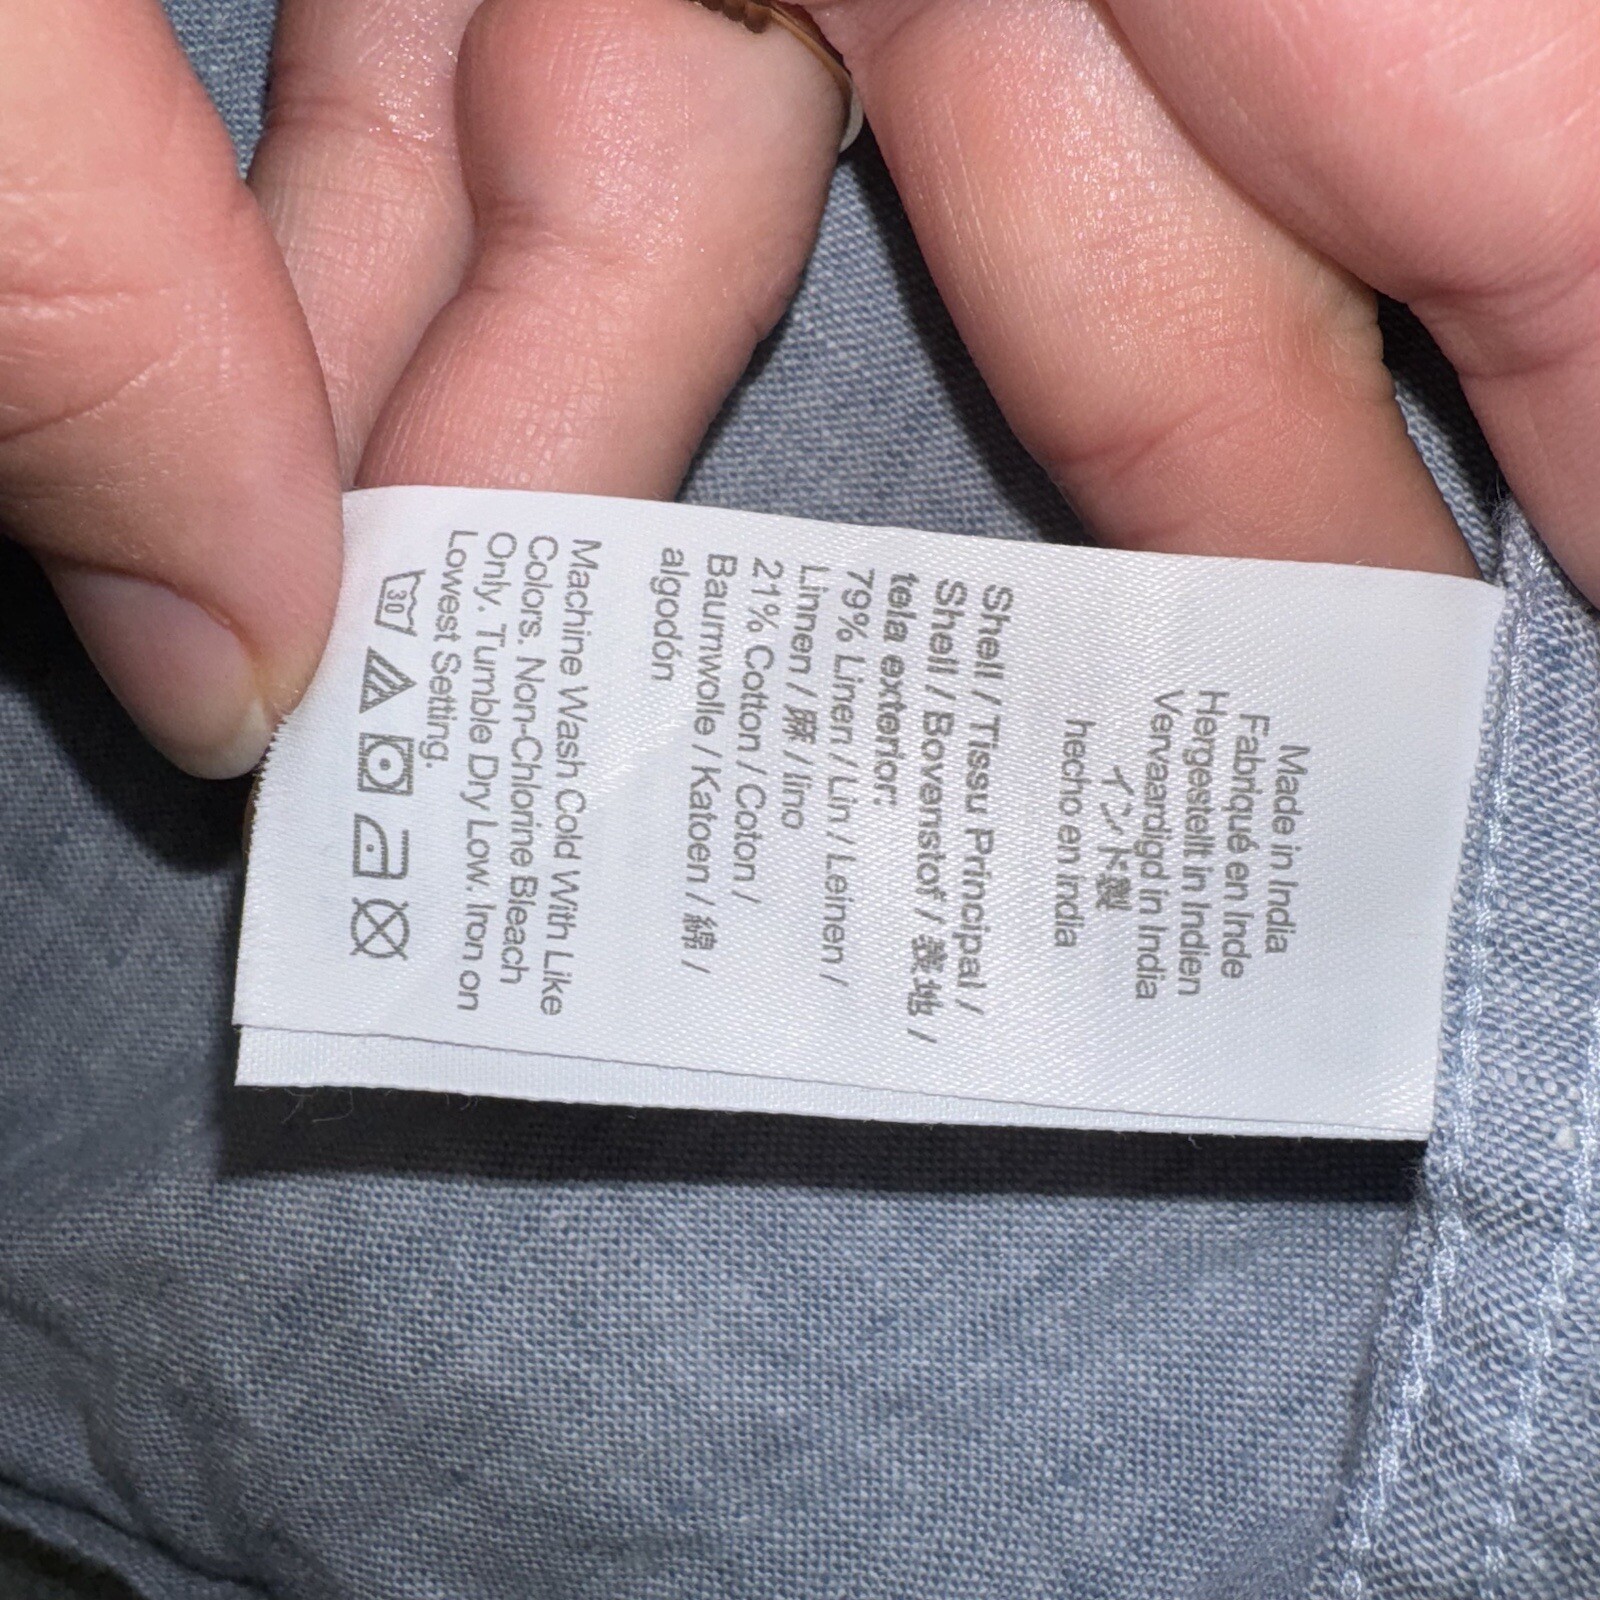 Made in India
Fabriqué en Inde
Hergestellt in Indien
Vervaardigd in India
インド製
hecho en india
Shell / Tissu Principal /
Shell / Bovenstof / 表地 /
tela exterior:
79% Linen / Lin / Leinen /
Linnen / 麻 / lino
21% Cotton / Coton /
Baumwolle / Katoen / 綿 /
algodón
Machine Wash Cold With Like
Colors. Non-Chlorine Bleach
Only. Tumble Dry Low. Iron on
Lowest Setting.
30